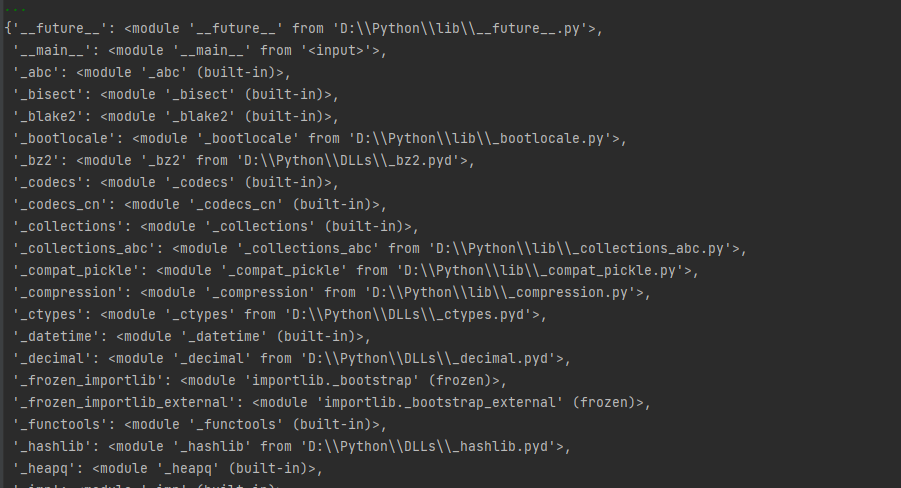 ...
{'__future__': <module '__future__' from 'D:\\Python\\lib\\__future__.py'>,
'__main__': <module '__main__' from '<input>'>,
'_abc': <module '_abc' (built-in)>,
'_bisect': <module '_bisect' (built-in)>,
'_blake2': <module '_blake2' (built-in)>,
'_bootlocale': <module '_bootlocale' from 'D:\\Python\\lib\\_bootlocale.py'>,
'_bz2': <module '_bz2' from 'D:\\Python\\DLLs\\_bz2.pyd'>,
'_codecs': <module '_codecs' (built-in)>,
'_codecs_cn': <module '_codecs_cn' (built-in)>,
'_collections': <module '_collections' (built-in)>,
'_collections_abc': <module '_collections_abc' from 'D:\\Python\\lib\\_collections_abc.py'>,
'_compat_pickle': <module '_compat_pickle' from 'D:\\Python\\lib\\_compat_pickle.py'>,
'_compression': <module '_compression' from 'D:\\Python\\lib\\_compression.py'>,
'_ctypes': <module '_ctypes' from 'D:\\Python\\DLLs\\_ctypes.pyd'>,
'_datetime': <module '_datetime' (built-in)>,
'_decimal': <module '_decimal' from 'D:\\Python\\DLLs\\_decimal.pyd'>,
'_frozen_importlib': <module 'importlib._bootstrap' (frozen)>,
'_frozen_importlib_external': <module 'importlib._bootstrap_external' (frozen)>,
'_functools': <module '_functools' (built-in)>,
'_hashlib': <module '_hashlib' from 'D:\\Python\\DLLs\\_hashlib.pyd'>,
'_heapq': <module '_heapq' (built-in)>,